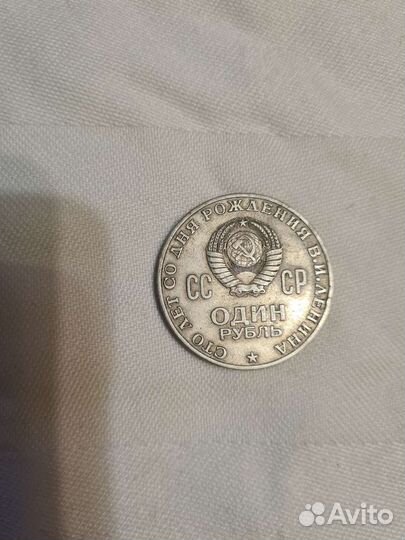 СТО ЛЕТ СО ДНЯ РОЖДЕНИЯ В.И.ЛЕНИНА
СС СР
ОДИН
РУБЛЬ
Avito